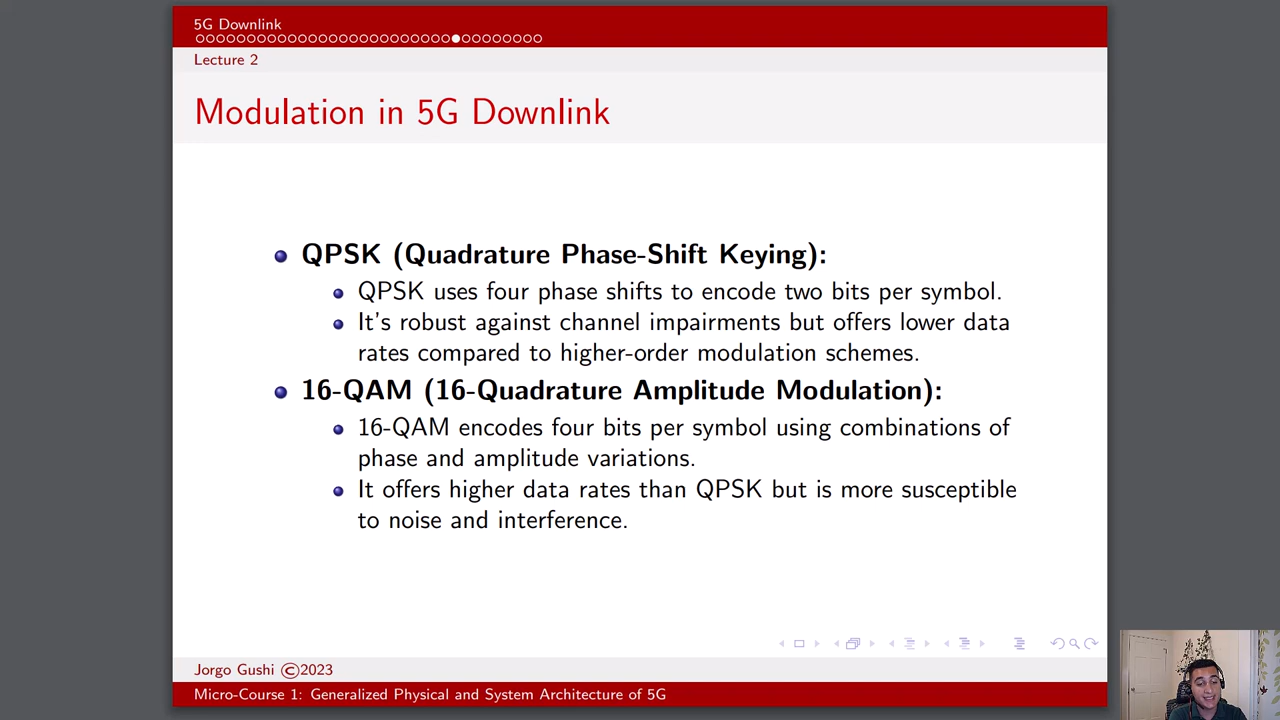 5G Downlink
Lecture 2
Modulation in 5G Downlink
QPSK (Quadrature Phase-Shift Keying):
QPSK uses four phase shifts to encode two bits per symbol.
It's robust against channel impairments but offers lower data
rates compared to higher-order modulation schemes.
16-QAM (16-Quadrature Amplitude Modulation):
16-QAM encodes four bits per symbol using combinations of
phase and amplitude variations.
It offers higher data rates than QPSK but is more susceptible
to noise and interference.
Jorgo Gushi ©2023
Micro-Course 1: Generalized Physical and System Architecture of 5G